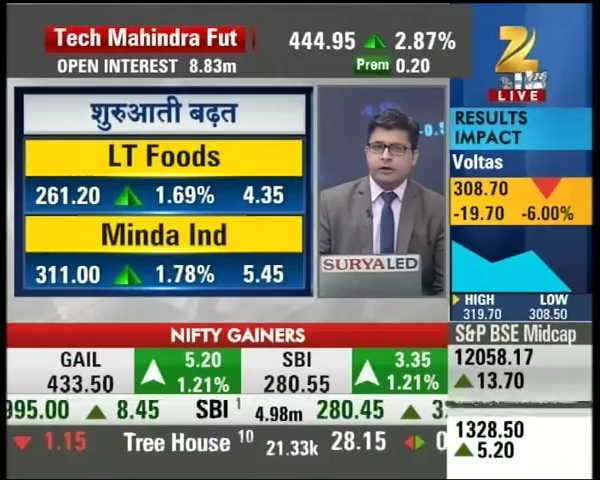 Tech Mahindra Fut
444.95 2.87%
OPEN INTEREST 8.83m
Prem 0.20
LIVE
शुरुआती बढ़त
LT Foods
261.20 1.69% 4.35
Minda Ind
311.00 1.78% 5.45
SURYA LED
RESULTS
IMPACT
Voltas
308.70
-19.70 -6.00%
HIGH LOW
319.70 308.50
NIFTY GAINERS
GAIL 5.20 SBI 3.35
433.50 1.21% 280.55 1.21%
S&P BSE Midcap
12058.17
13.70
995.00 8.45 SBI 1 4.98m 280.45 3
1.15 Tree House 10 21.33k 28.15 0
1328.50
5.20